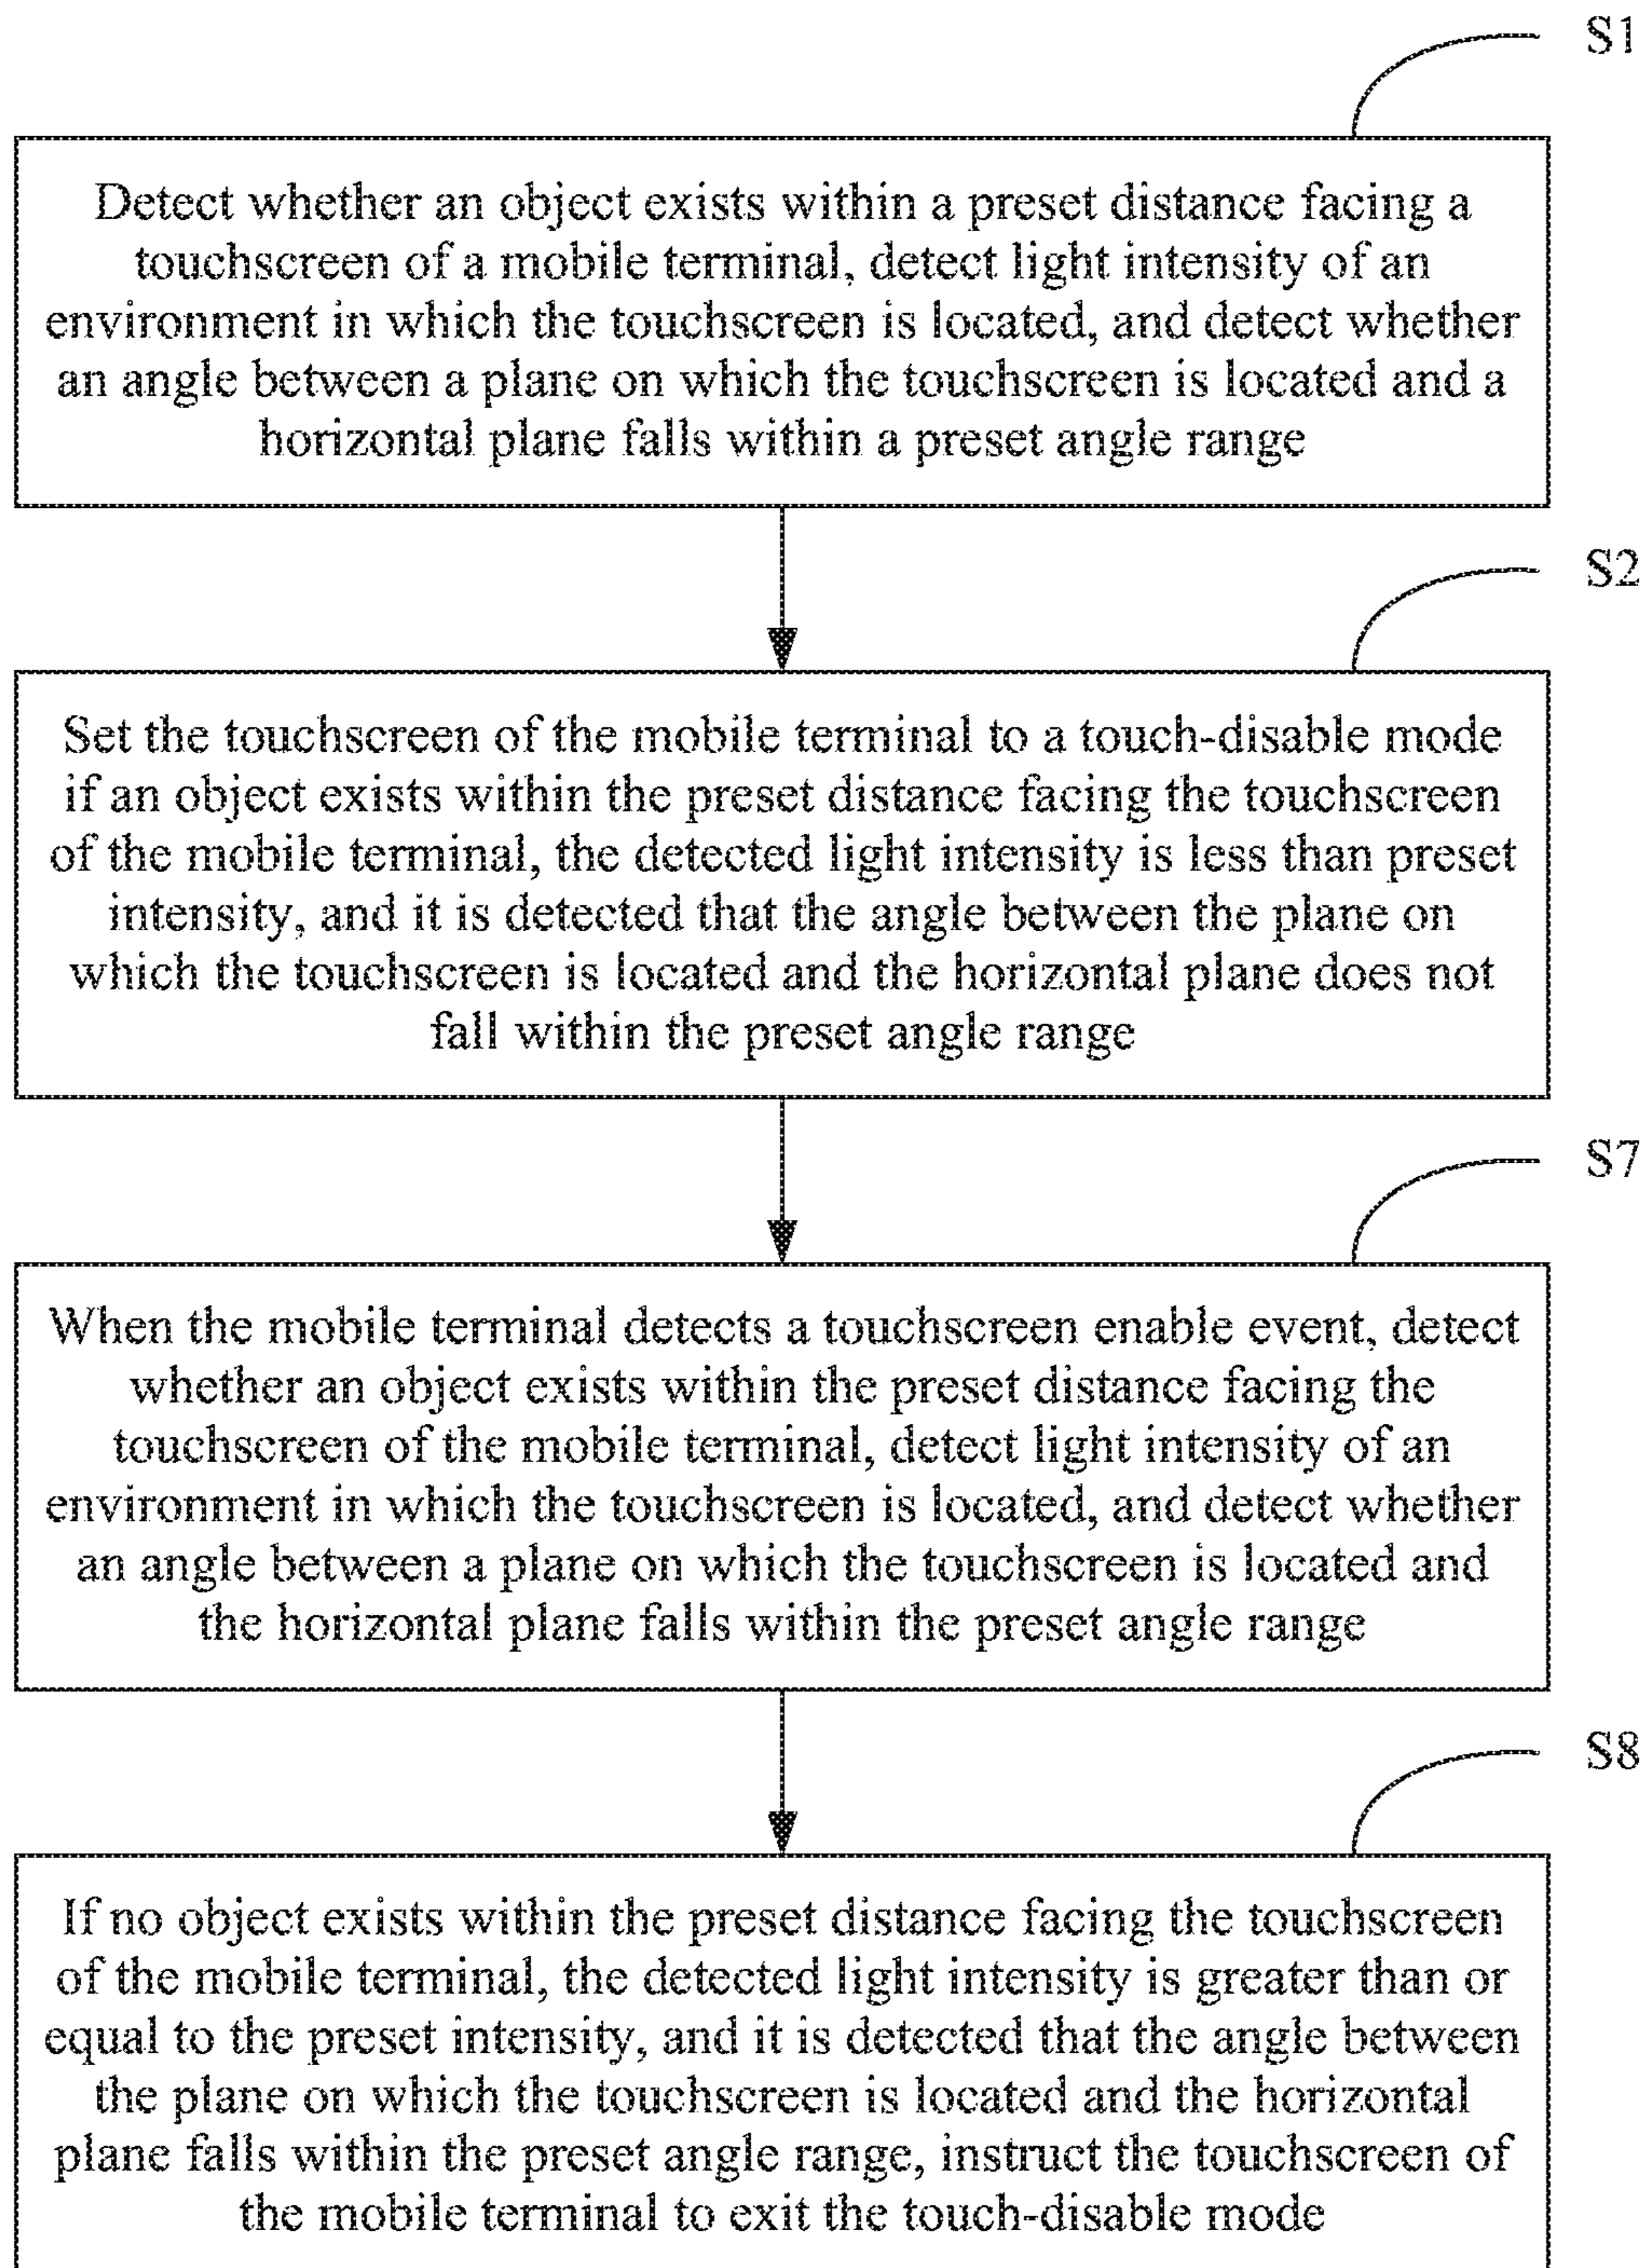 S1
Detect whether an object exists within a preset distance facing a
touchscreen of a mobile terminal, detect light intensity of an
environment in which the touchscreen is located, and detect whether
an angle between a plane on which the touchscreen is located and a
horizontal plane falls within a preset angle range
S2
Set the touchscreen of the mobile terminal to a touch-disable mode
if an object exists within the preset distance facing the touchscreen
of the mobile terminal, the detected light intensity is less than preset
intensity, and it is detected that the angle between the plane on
which the touchscreen is located and the horizontal plane does not
fall within the preset angle range
S7
When the mobile terminal detects a touchscreen enable event, detect
whether an object exists within the preset distance facing the
touchscreen of the mobile terminal, detect light intensity of an
environment in which the touchscreen is located, and detect whether
an angle between a plane on which the touchscreen is located and
the horizontal plane falls within the preset angle range
S8
If no object exists within the preset distance facing the touchscreen
of the mobile terminal, the detected light intensity is greater than or
equal to the preset intensity, and it is detected that the angle between
the plane on which the touchscreen is located and the horizontal
plane falls within the preset angle range, instruct the touchscreen of
the mobile terminal to exit the touch-disable mode